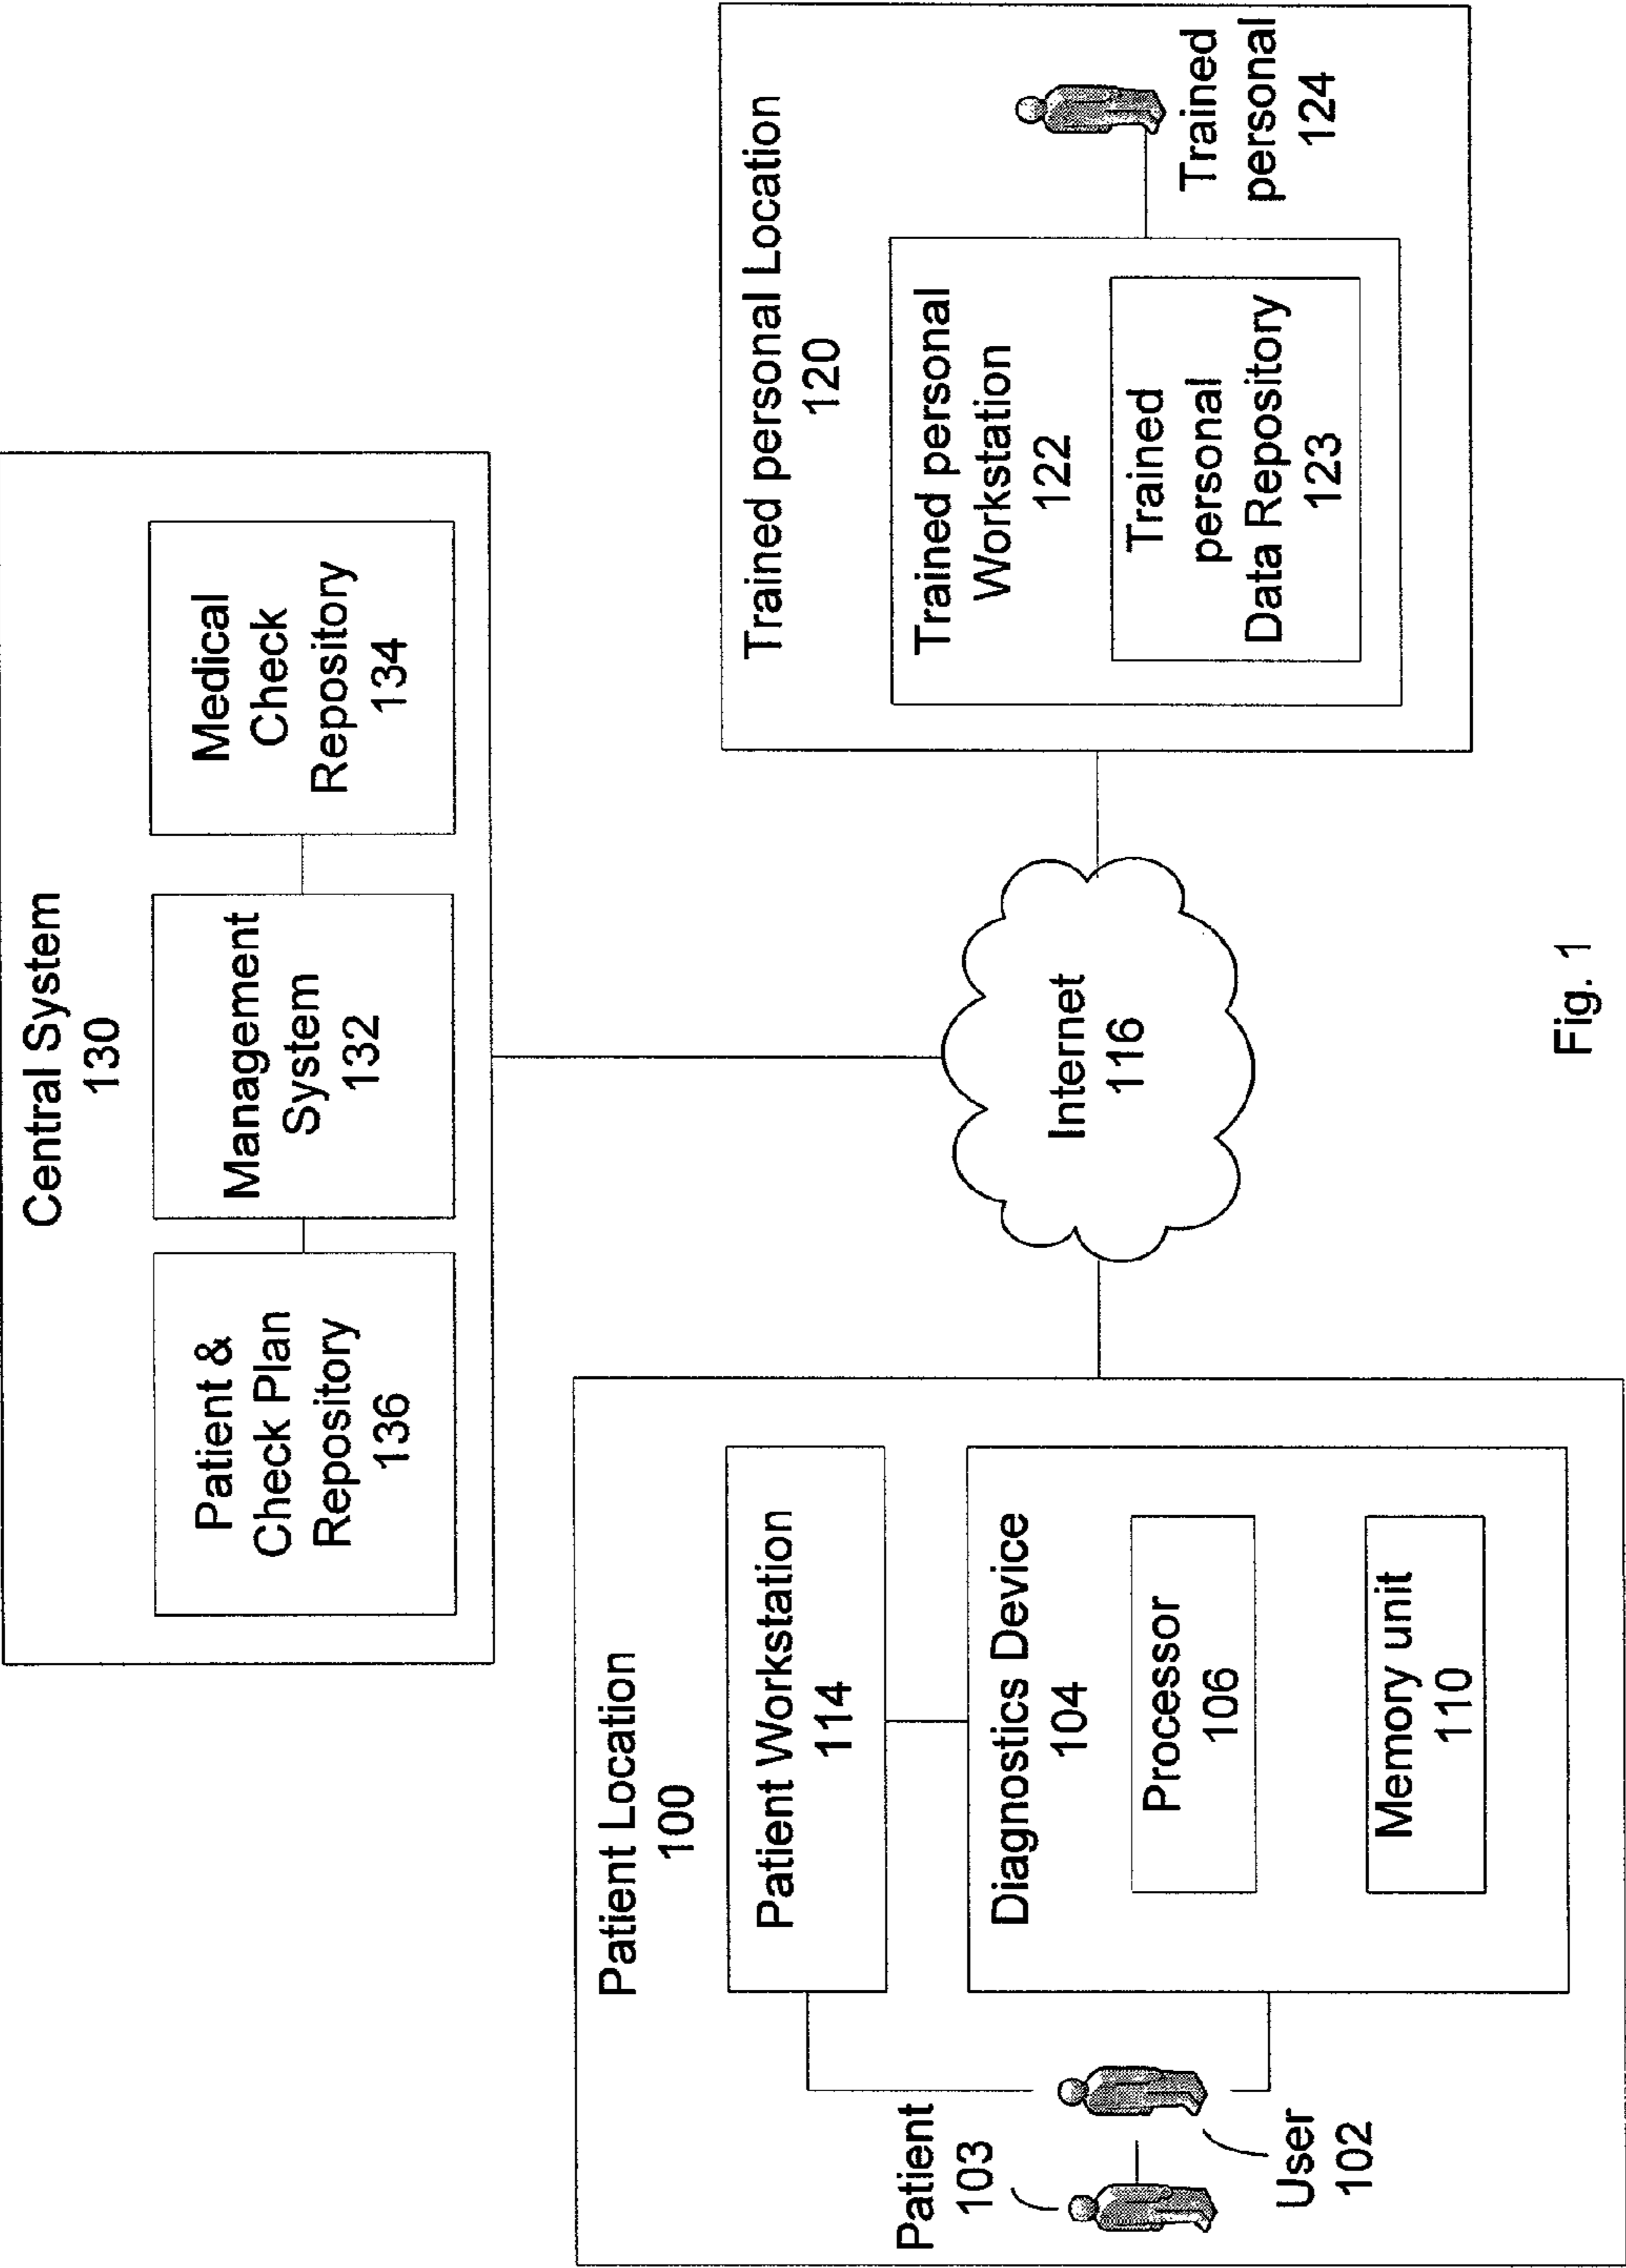 Central System
130
Patient &
Check Plan
Repository
136
Management
System
132
Medical
Check
Repository
134
Patient Location
100
Patient Workstation
114
Diagnostics Device
104
Processor
106
Memory unit
110
Patient
103
User
102
Internet
116
Trained personal Location
120
Trained personal
Workstation
122
Trained
personal
Data Repository
123
Trained
personal
124
Fig. 1